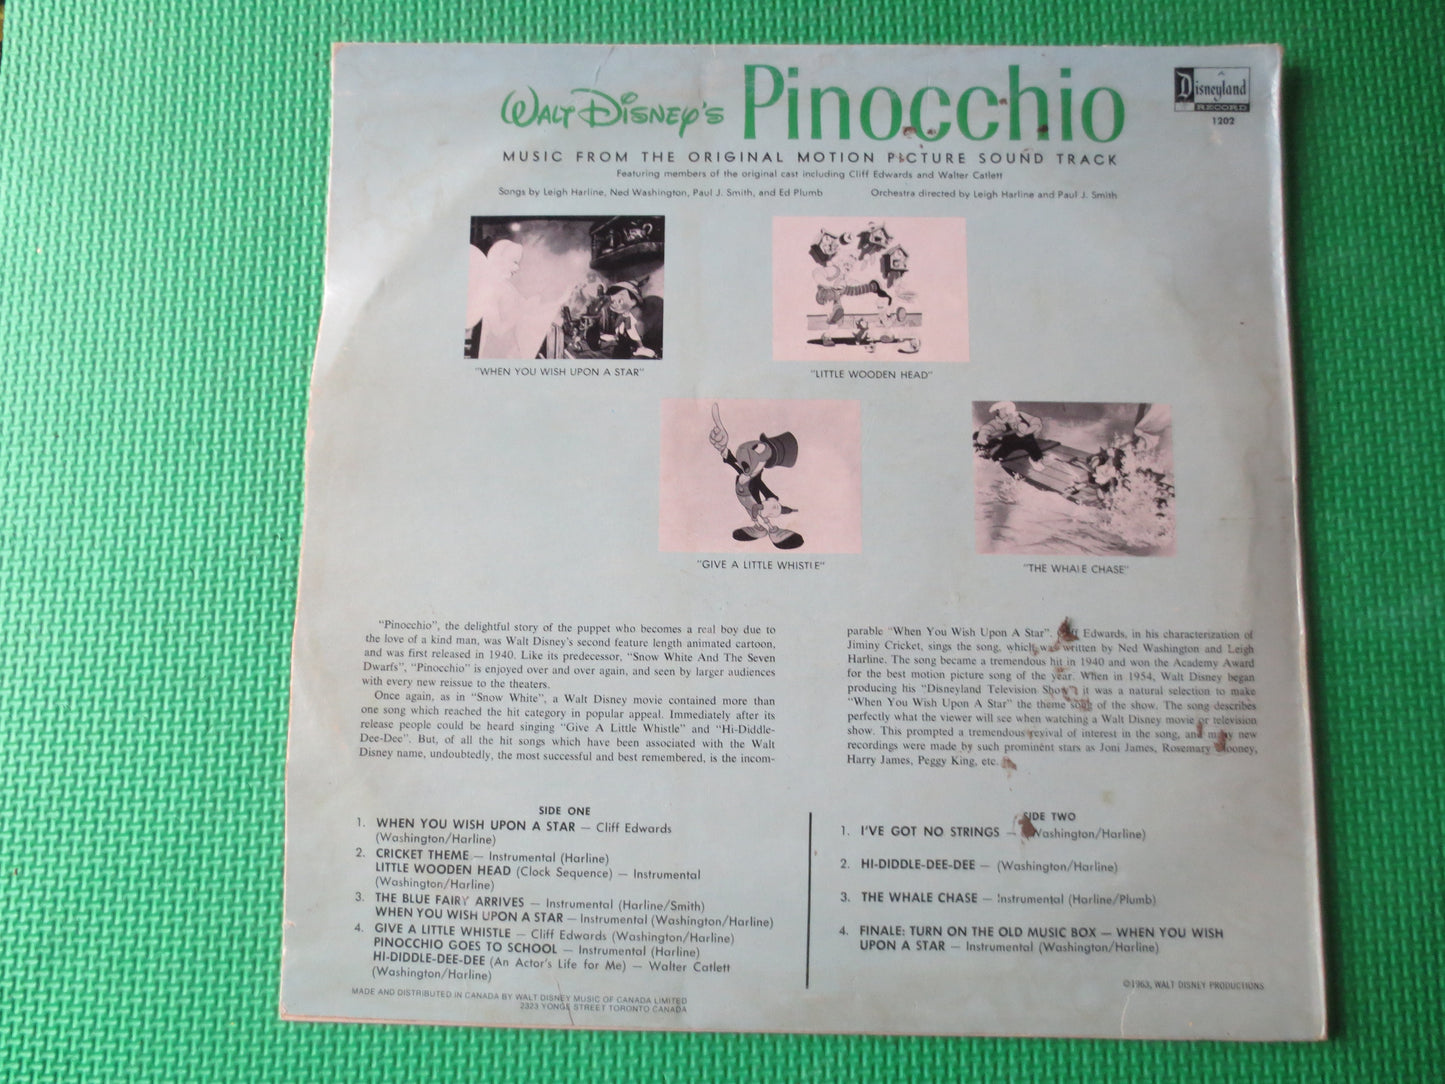 WALT DISNEY'S Pinocchio
Disneyland
RECORD
1202
MUSIC FROM THE ORIGINAL MOTION PICTURE SOUND TRACK
Featuring members of the original cast including Cliff Edwards and Walter Catlett
Songs by Leigh Harline, Ned Washington, Paul J. Smith, and Ed Plumb
Orchestra directed by Leigh Harline and Paul J. Smith
"WHEN YOU WISH UPON A STAR"
"LITTLE WOODEN HEAD"
"GIVE A LITTLE WHISTLE"
"THE WHALE CHASE"
"Pinocchio", the delightful story of the puppet who becomes a real boy due to
the love of a kind man, was Walt Disney's second feature length animated cartoon,
and was first released in 1940. Like its predecessor, "Snow White And The Seven
Dwarfs", "Pinocchio" is enjoyed over and over again, and seen by larger audiences
with every new reissue to the theaters.
Once again, as in "Snow White", a Walt Disney movie contained more than
one song which reached the hit category in popular appeal. Immediately after its
release people could be heard singing "Give A Little Whistle" and "Hi-Diddle-
Dee-Dee". But, of all the hit songs which have been associated with the Walt
Disney name, undoubtedly, the most successful and best remembered, is the incom-
parable "When You Wish Upon A Star". Cliff Edwards, in his characterization of
Jiminy Cricket, sings the song, which was written by Ned Washington and Leigh
Harline. The song became a tremendous hit in 1940 and won the Academy Award
for the best motion picture song of the year. When in 1954, Walt Disney began
producing his "Disneyland Television Show", it was a natural selection to make
"When You Wish Upon A Star" the theme song of the show. The song describes
perfectly what the viewer will see when watching a Walt Disney movie or television
show. This prompted a tremendous revival of interest in the song, and many new
recordings were made by such prominent stars as Joni James, Rosemary Clooney,
Harry James, Peggy King, etc.
SIDE ONE
1. WHEN YOU WISH UPON A STAR — Cliff Edwards
(Washington/Harline)
2. CRICKET THEME — Instrumental (Harline)
LITTLE WOODEN HEAD (Clock Sequence) — Instrumental
(Washington/Harline)
3. THE BLUE FAIRY ARRIVES — Instrumental (Harline/Smith)
WHEN YOU WISH UPON A STAR — Instrumental (Washington/Harline)
4. GIVE A LITTLE WHISTLE — Cliff Edwards (Washington/Harline)
PINOCCHIO GOES TO SCHOOL — Instrumental (Harline)
HI-DIDDLE-DEE-DEE (An Actor's Life for Me) — Walter Catlett
(Washington/Harline)
MADE AND DISTRIBUTED IN CANADA BY WALT DISNEY MUSIC OF CANADA LIMITED
2323 YONGE STREET TORONTO CANADA
SIDE TWO
1. I'VE GOT NO STRINGS — (Washington/Harline)
2. HI-DIDDLE-DEE-DEE — (Washington/Harline)
3. THE WHALE CHASE — Instrumental (Harline/Plumb)
4. FINALE: TURN ON THE OLD MUSIC BOX — WHEN YOU WISH
UPON A STAR — Instrumental (Washington/Harline)
©1963, WALT DISNEY PRODUCTIONS